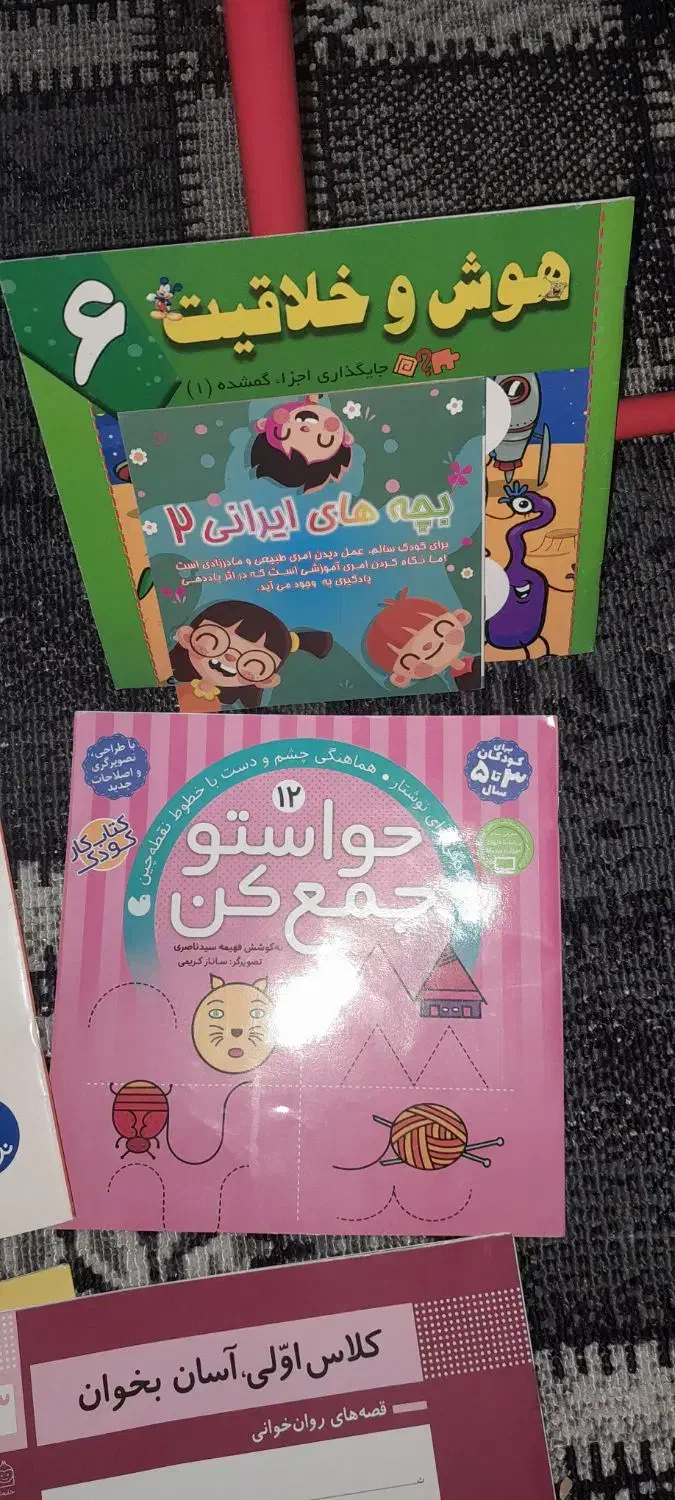 هوش و خلاقیت
۶
جایگذاری اجزاء گمشده (۱)
بچه های ایرانی ۲
برای کودک سالم، عمل دیدن امری طبیعی و مادرزادی است
اما نگاه کردن امری آموزشی است که در اثر یاددهی
یادگیری به وجود می آید.
برای
کودکان
۳ تا ۵
سال
با طراحی،
تصویرگری
و اصلاحات
جدید
نوشتار • هماهنگی چشم و دست با خطوط نقطه‌چین
کتاب کار
کودک
۱۲
حواستو
جمع کن
به‌کوشش فهیمه سیدناصری
تصویرگر: ساناز کریمی
کلاس اوّلی، آسان بخوان
قصه‌های روان‌خوانی